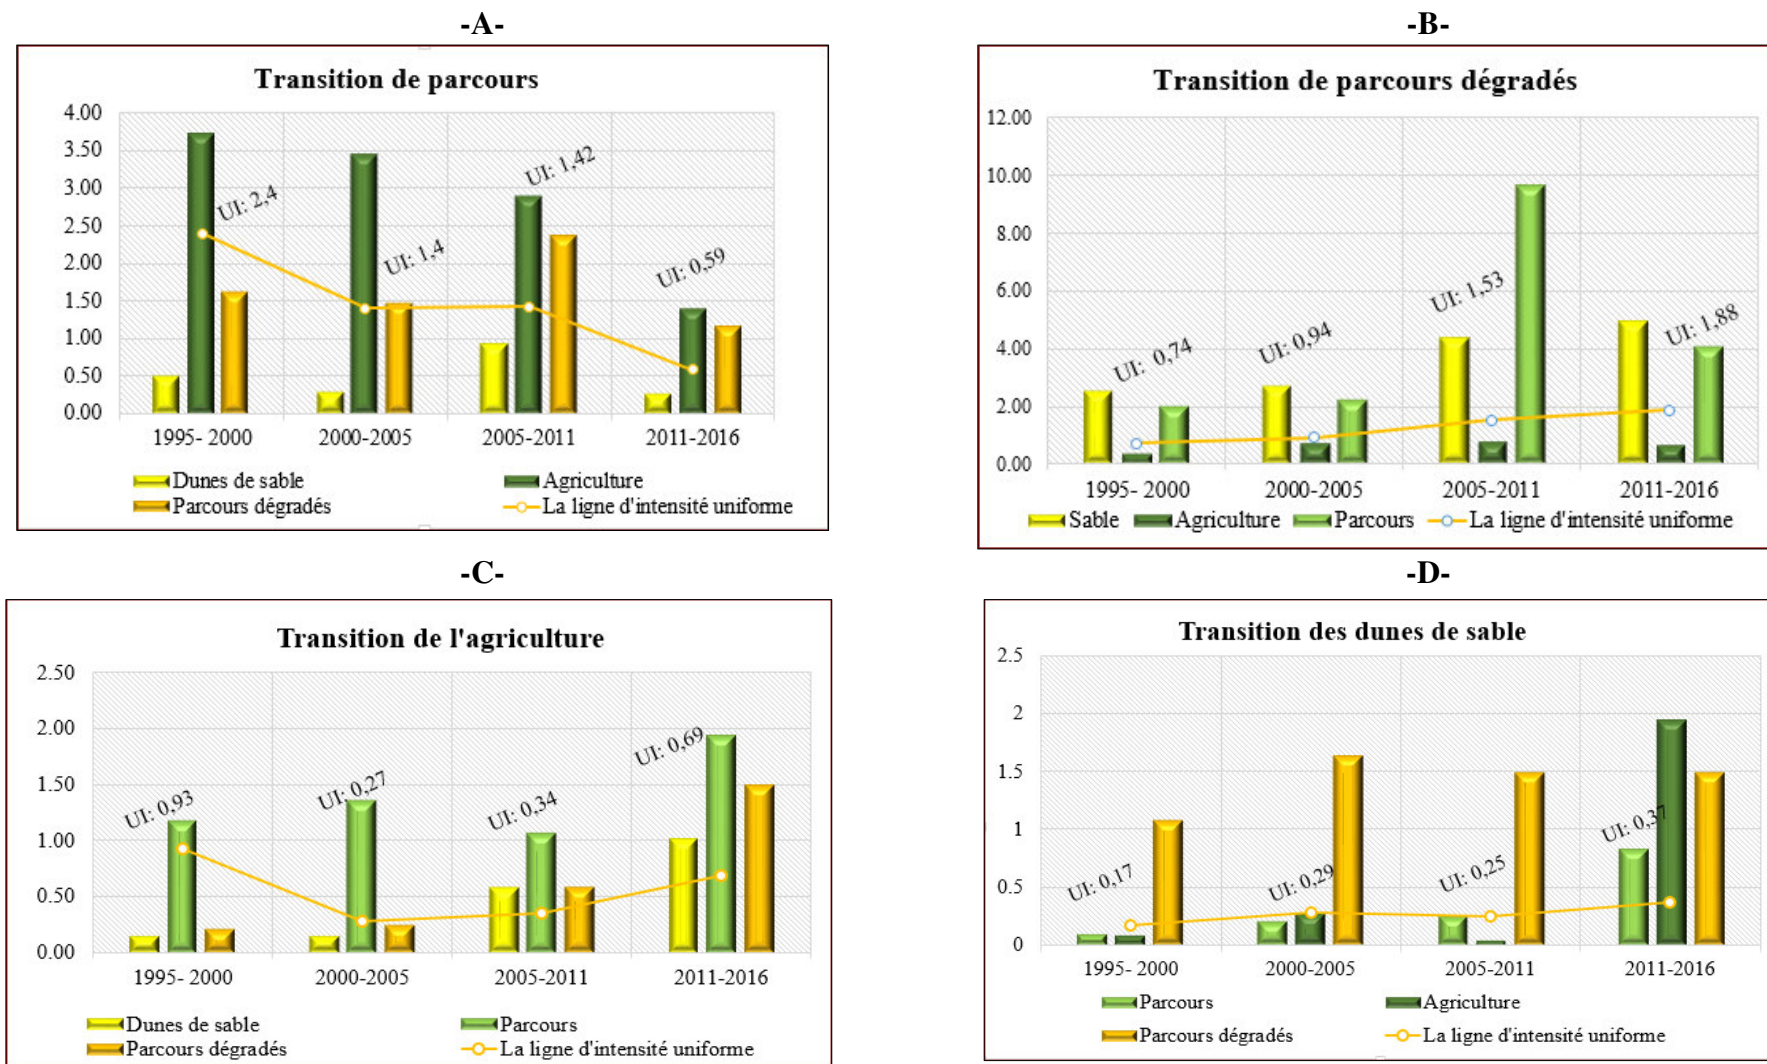 -A-
Transition de parcours
4.00
3.50
3.00
2.50
2.00
1.50
1.00
0.50
0.00
UI: 2,4
UI: 1,4
UI: 1,42
UI: 0,59
1995- 2000
2000-2005
2005-2011
2011-2016
Dunes de sable
Agriculture
Parcours dégradés
La ligne d'intensité uniforme
-B-
Transition de parcours dégradés
12.00
10.00
8.00
6.00
4.00
2.00
0.00
UI: 0,74
UI: 0,94
UI: 1,53
UI: 1,88
1995- 2000
2000-2005
2005-2011
2011-2016
Sable
Agriculture
Parcours
La ligne d'intensité uniforme
-C-
Transition de l'agriculture
2.50
2.00
1.50
1.00
0.50
0.00
UI: 0,93
UI: 0,27
UI: 0,34
UI: 0,69
1995- 2000
2000-2005
2005-2011
2011-2016
Dunes de sable
Parcours
Parcours dégradés
La ligne d'intensité uniforme
-D-
Transition des dunes de sable
2.5
2
1.5
1
0.5
0
UI: 0,17
UI: 0,29
UI: 0,25
UI: 0,37
1995- 2000
2000-2005
2005-2011
2011-2016
Parcours
Agriculture
Parcours dégradés
La ligne d'intensité uniforme